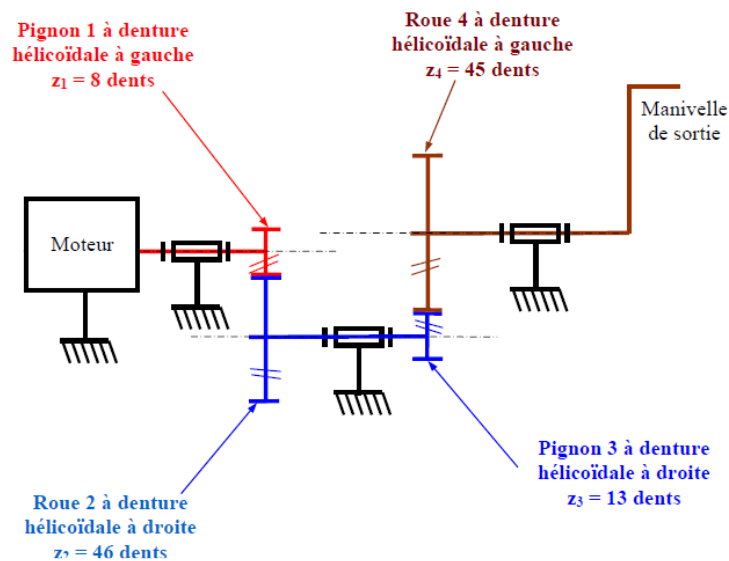 Pignon 1 à denture
hélicoïdale à gauche
z₁ = 8 dents
Roue 4 à denture
hélicoïdale à gauche
z₄ = 45 dents
Manivelle
de sortie
Moteur
Pignon 3 à denture
hélicoïdale à droite
z₃ = 13 dents
Roue 2 à denture
hélicoïdale à droite
z₂ = 46 dents